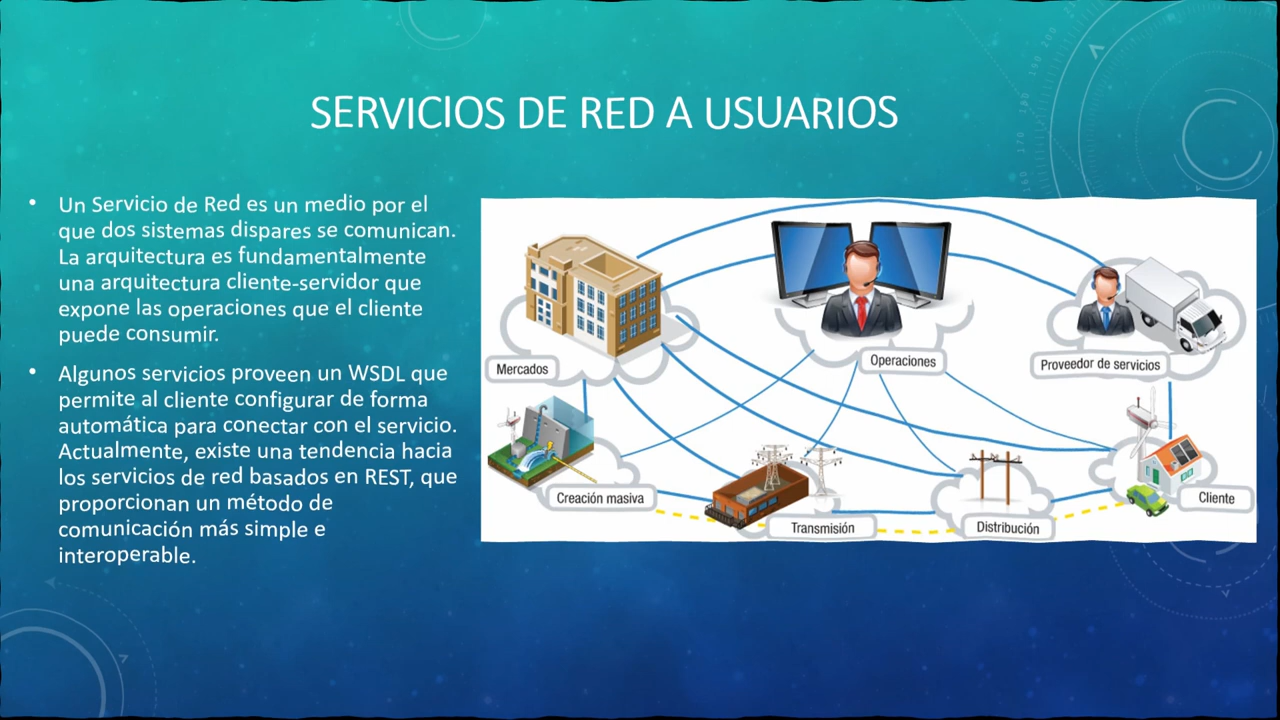 SERVICIOS DE RED A USUARIOS
• Un Servicio de Red es un medio por el
que dos sistemas dispares se comunican.
La arquitectura es fundamentalmente
una arquitectura cliente-servidor que
expone las operaciones que el cliente
puede consumir.
• Algunos servicios proveen un WSDL que
permite al cliente configurar de forma
automática para conectar con el servicio.
Actualmente, existe una tendencia hacia
los servicios de red basados en REST, que
proporcionan un método de
comunicación más simple e
interoperable.
Mercados
Operaciones
Proveedor de servicios
Creación masiva
Transmisión
Distribución
Cliente